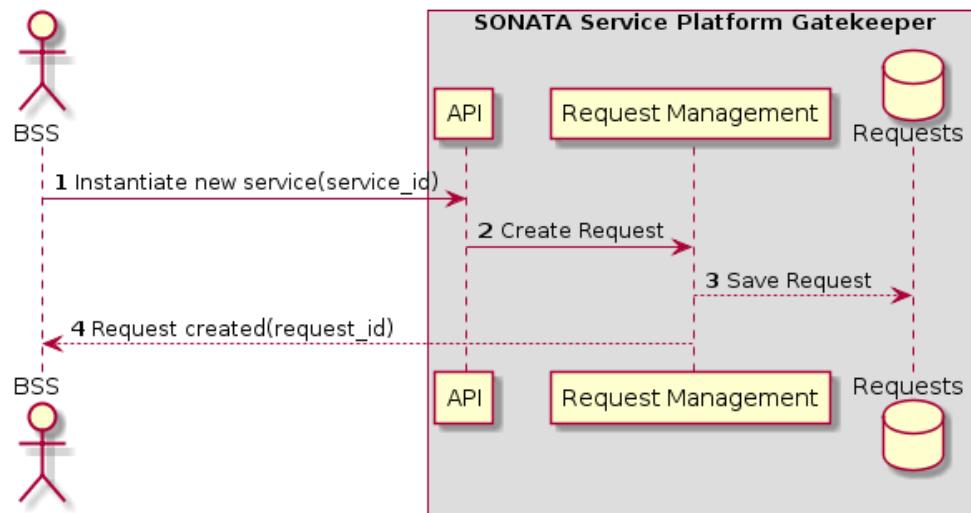 SONATA Service Platform Gatekeeper
BSS
API
Request Management
Requests
1 Instantiate new service(service_id)
2 Create Request
3 Save Request
4 Request created(request_id)
BSS
API
Request Management
Requests